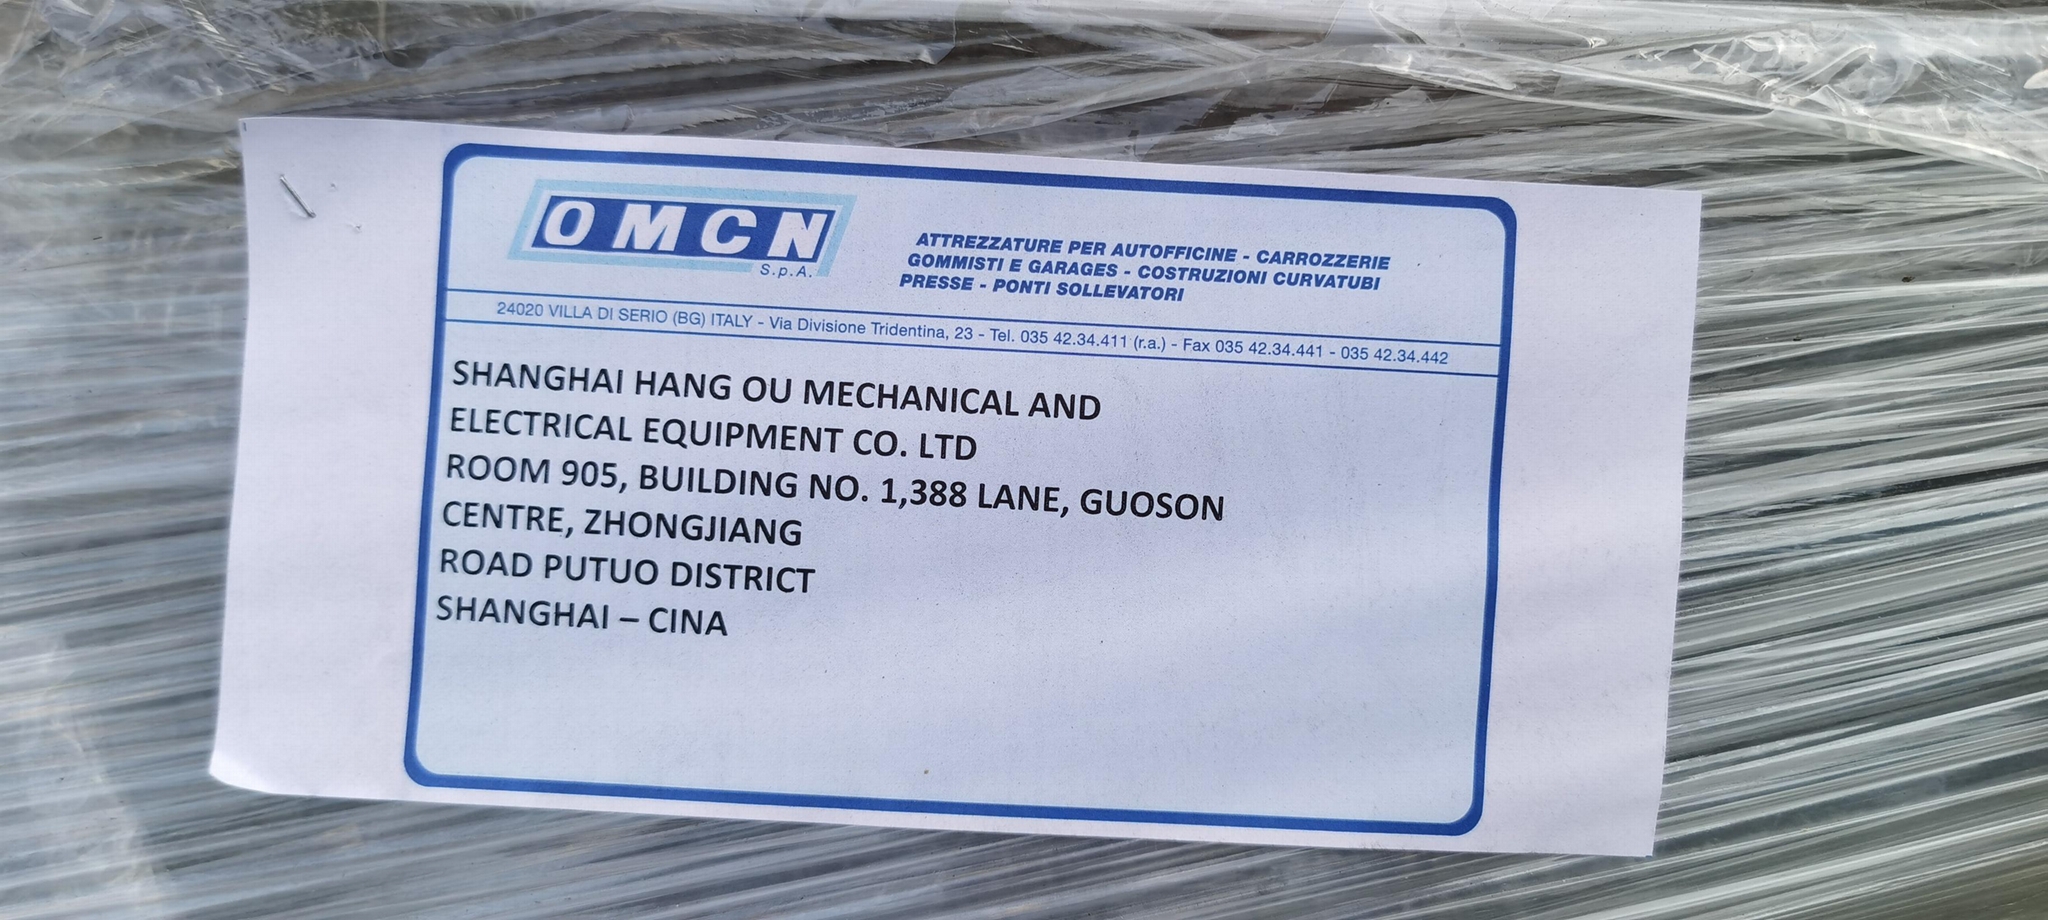 OMCN
S.p.A.
ATTREZZATURE PER AUTOFFICINE - CARROZZERIE
GOMMISTI E GARAGES - COSTRUZIONI CURVATUBI
PRESSE - PONTI SOLLEVATORI
24020 VILLA DI SERIO (BG) ITALY - Via Divisione Tridentina, 23 - Tel. 035 42.34.411 (r.a.) - Fax 035 42.34.441 - 035 42.34.442
SHANGHAI HANG OU MECHANICAL AND
ELECTRICAL EQUIPMENT CO. LTD
ROOM 905, BUILDING NO. 1,388 LANE, GUOSON
CENTRE, ZHONGJIANG
ROAD PUTUO DISTRICT
SHANGHAI – CINA